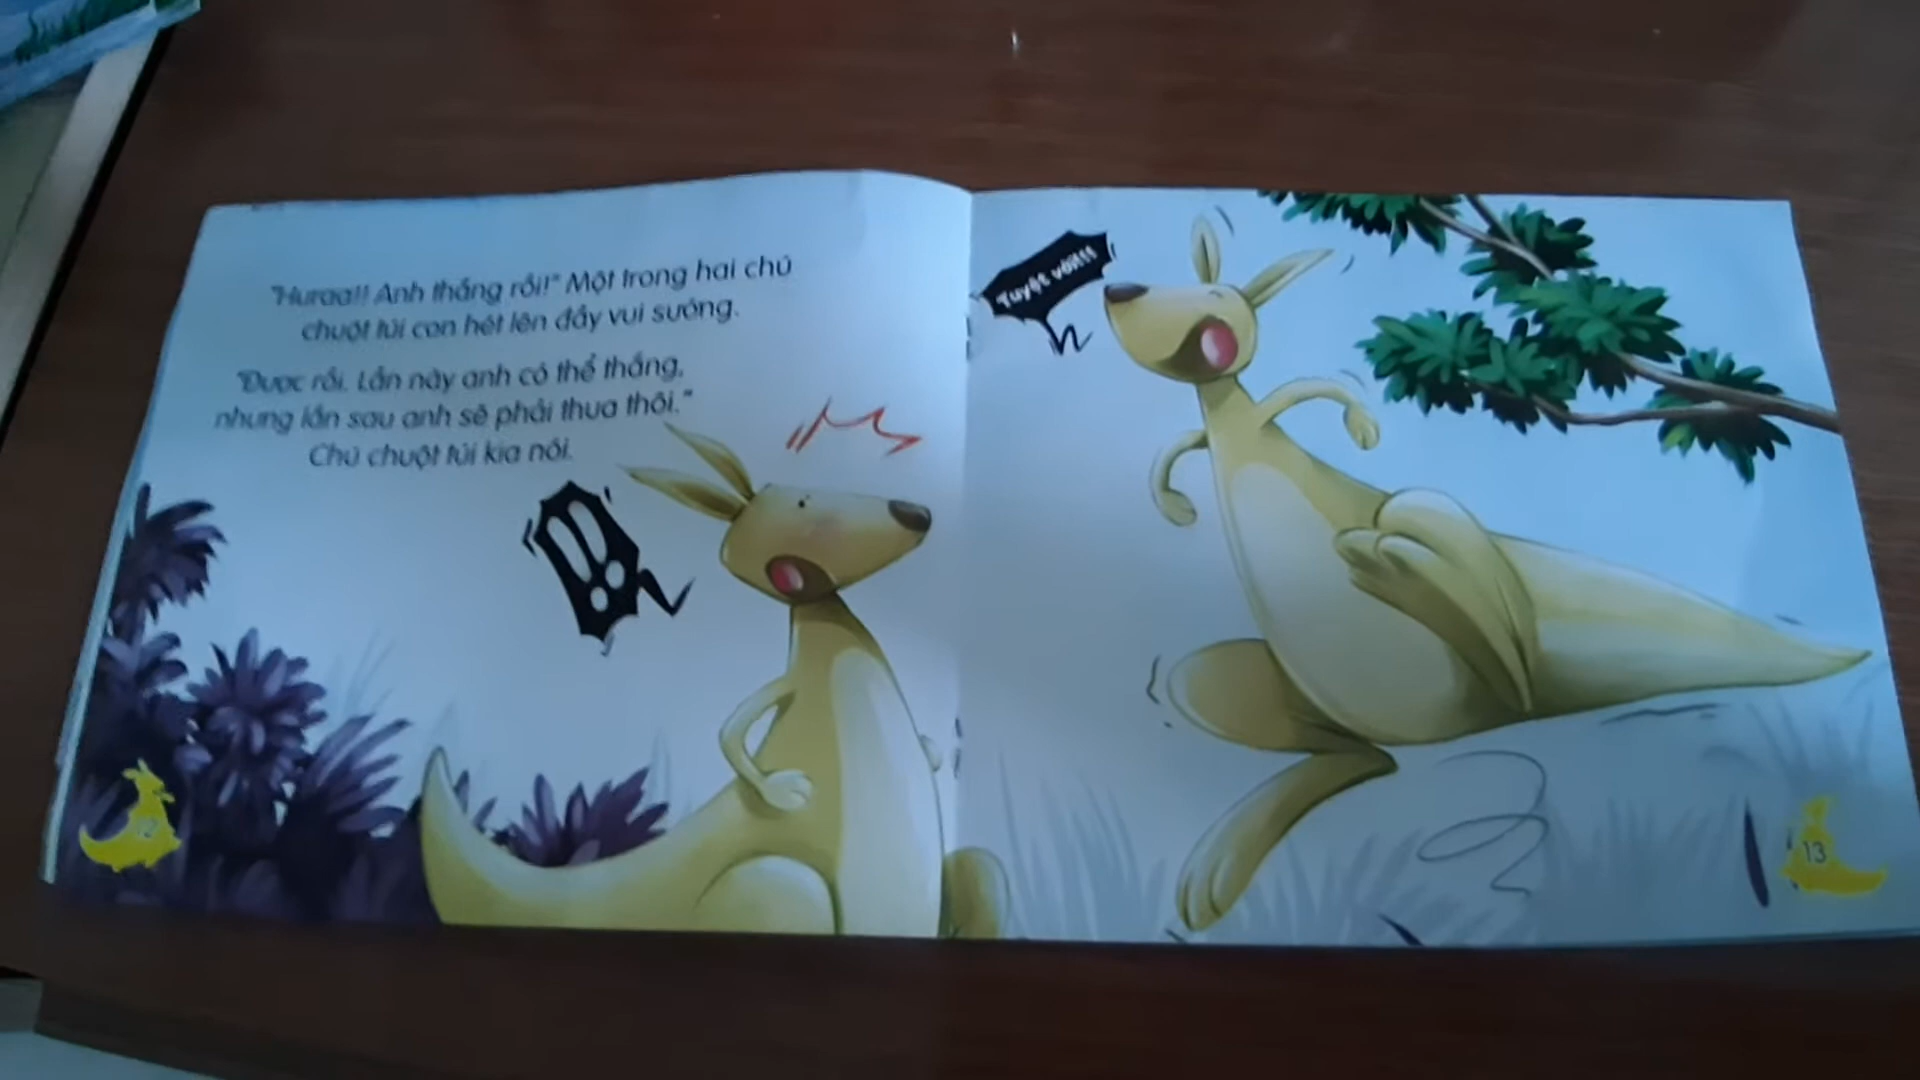 "Huraa!! Anh thắng rồi!" Một trong hai chú
chuột túi con hét lên đầy vui sướng.
"Được rồi. Lần này anh có thể thắng,
nhưng lần sau anh sẽ phải thua thôi."
Chú chuột túi kia nói.
!!
12
Tuyệt vời!!!
13